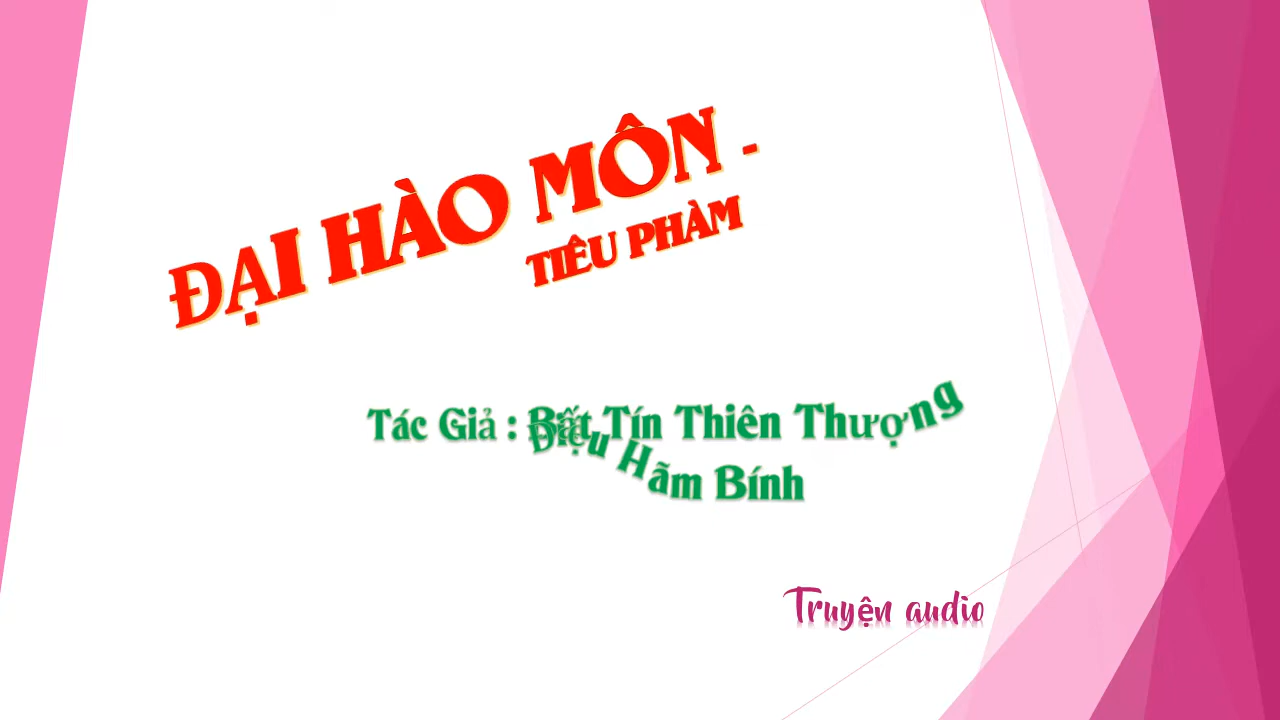 ĐẠI HÀO MÔN -
TIÊU PHÀM
Tác Giả : Bất Tín Thiên Thượng
Điệu Hãm Bính
Truyện audio